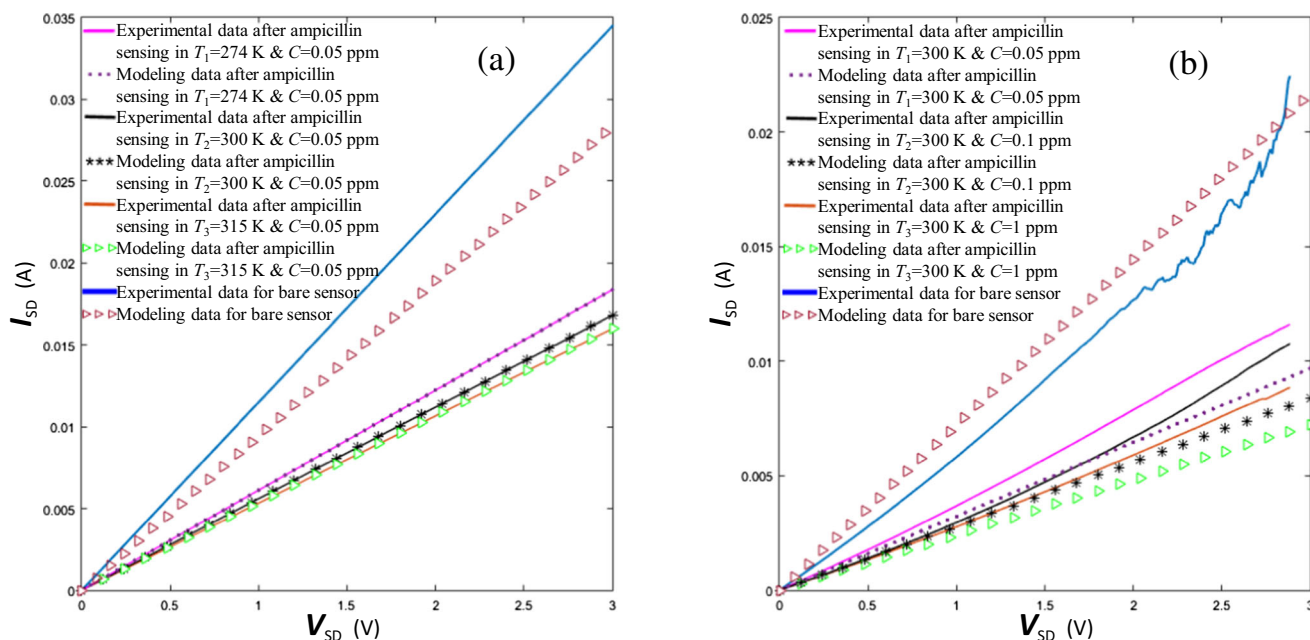 (a)
0.035
0.03
0.025
0.02
0.015
0.01
0.005
0
I_SD (A)
Experimental data after ampicillin
sensing in T₁=274 K & C=0.05 ppm
Modeling data after ampicillin
sensing in T₁=274 K & C=0.05 ppm
Experimental data after ampicillin
sensing in T₂=300 K & C=0.05 ppm
Modeling data after ampicillin
sensing in T₂=300 K & C=0.05 ppm
Experimental data after ampicillin
sensing in T₃=315 K & C=0.05 ppm
Modeling data after ampicillin
sensing in T₃=315 K & C=0.05 ppm
Experimental data for bare sensor
Modeling data for bare sensor
0 0.5 1 1.5 2 2.5 3
V_SD (V)
(b)
0.025
0.02
0.015
0.01
0.005
0
I_SD (A)
Experimental data after ampicillin
sensing in T₁=300 K & C=0.05 ppm
Modeling data after ampicillin
sensing in T₁=300 K & C=0.05 ppm
Experimental data after ampicillin
sensing in T₂=300 K & C=0.1 ppm
Modeling data after ampicillin
sensing in T₂=300 K & C=0.1 ppm
Experimental data after ampicillin
sensing in T₃=300 K & C=1 ppm
Modeling data after ampicillin
sensing in T₃=300 K & C=1 ppm
Experimental data for bare sensor
Modeling data for bare sensor
0 0.5 1 1.5 2 2.5 3
V_SD (V)